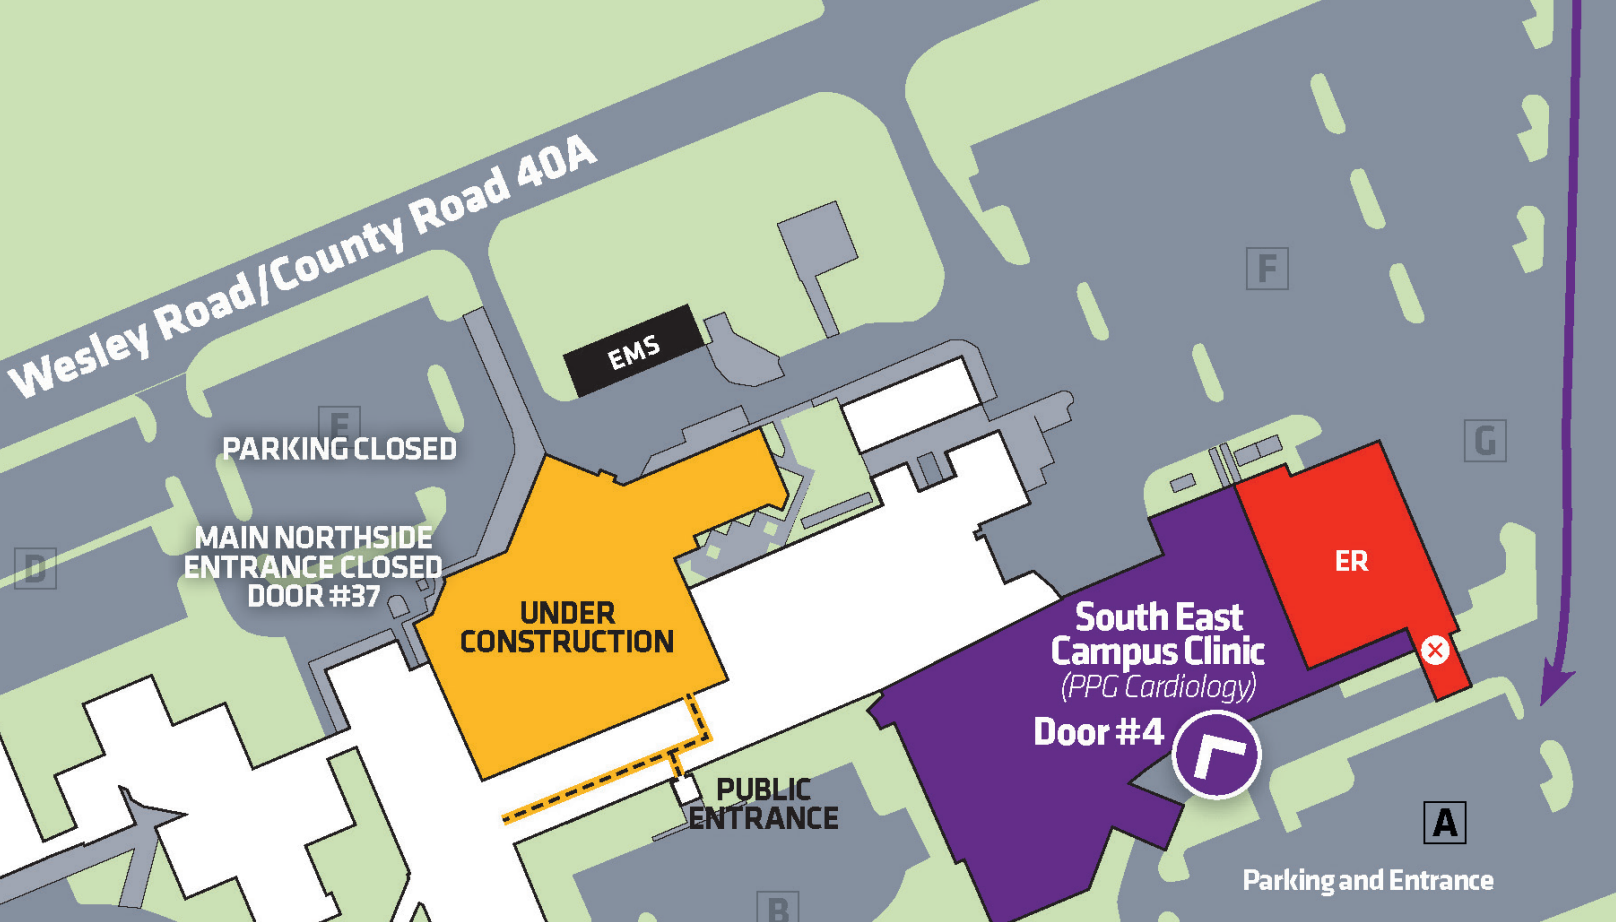 Wesley Road/County Road 40A
EMS
F
E
PARKING CLOSED
G
MAIN NORTHSIDE
ENTRANCE CLOSED
DOOR #37
D
UNDER
CONSTRUCTION
ER
South East
Campus Clinic
(PPG Cardiology)
Door #4
PUBLIC
ENTRANCE
A
Parking and Entrance
B